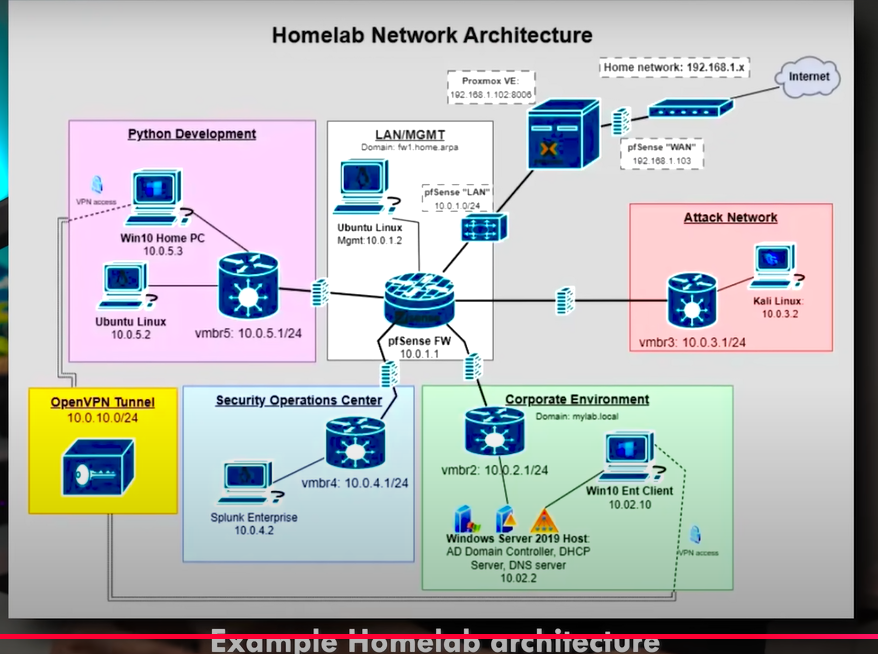 Homelab Network Architecture
Proxmox VE:
192.168.1.102:8006
Home network: 192.168.1.x
Internet
pfSense "WAN"
192.168.1.103
Python Development
VPN access
Win10 Home PC
10.0.5.3
Ubuntu Linux
10.0.5.2
vmbr5: 10.0.5.1/24
LAN/MGMT
Domain: fw1.home.arpa
pfSense "LAN"
10.0.1.0/24
Ubuntu Linux
Mgmt:10.0.1.2
pfSense FW
10.0.1.1
Attack Network
Kali Linux
10.0.3.2
vmbr3: 10.0.3.1/24
OpenVPN Tunnel
10.0.10.0/24
Security Operations Center
vmbr4: 10.0.4.1/24
Splunk Enterprise
10.0.4.2
Corporate Environment
Domain: mylab.local
vmbr2: 10.0.2.1/24
Win10 Ent Client
10.02.10
Windows Server 2019 Host:
AD Domain Controller, DHCP
Server, DNS server
10.02.2
VPN access
Example Homelab architecture